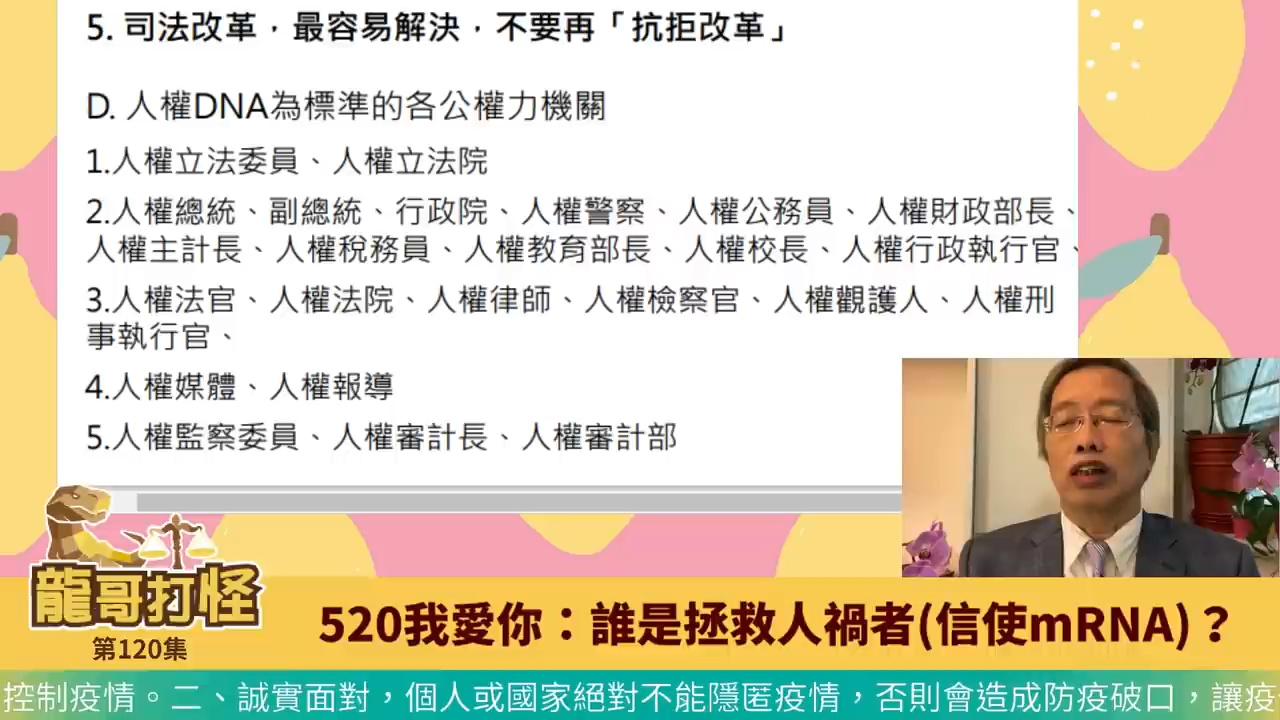 5. 司法改革，最容易解決，不要再「抗拒改革」
D. 人權DNA為標準的各公權力機關
1.人權立法委員、人權立法院
2.人權總統、副總統、行政院、人權警察、人權公務員、人權財政部長、
人權主計長、人權稅務員、人權教育部長、人權校長、人權行政執行官、
3.人權法官、人權法院、人權律師、人權檢察官、人權觀護人、人權刑
事執行官、
4.人權媒體、人權報導
5.人權監察委員、人權審計長、人權審計部
龍哥打怪
第120集
520我愛你：誰是拯救人禍者(信使mRNA)？
控制疫情。二、誠實面對，個人或國家絕對不能隱匿疫情，否則會造成防疫破口，讓疫